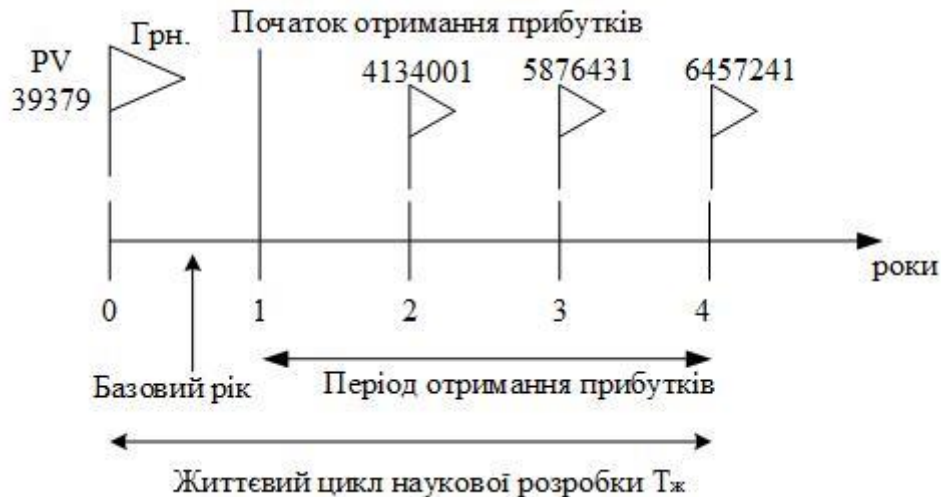 Початок отримання прибутків
Грн.
PV
39379
4134001
5876431
6457241
роки
0
1
2
3
4
Базовий рік
Період отримання прибутків
Життєвий цикл наукової розробки Тж